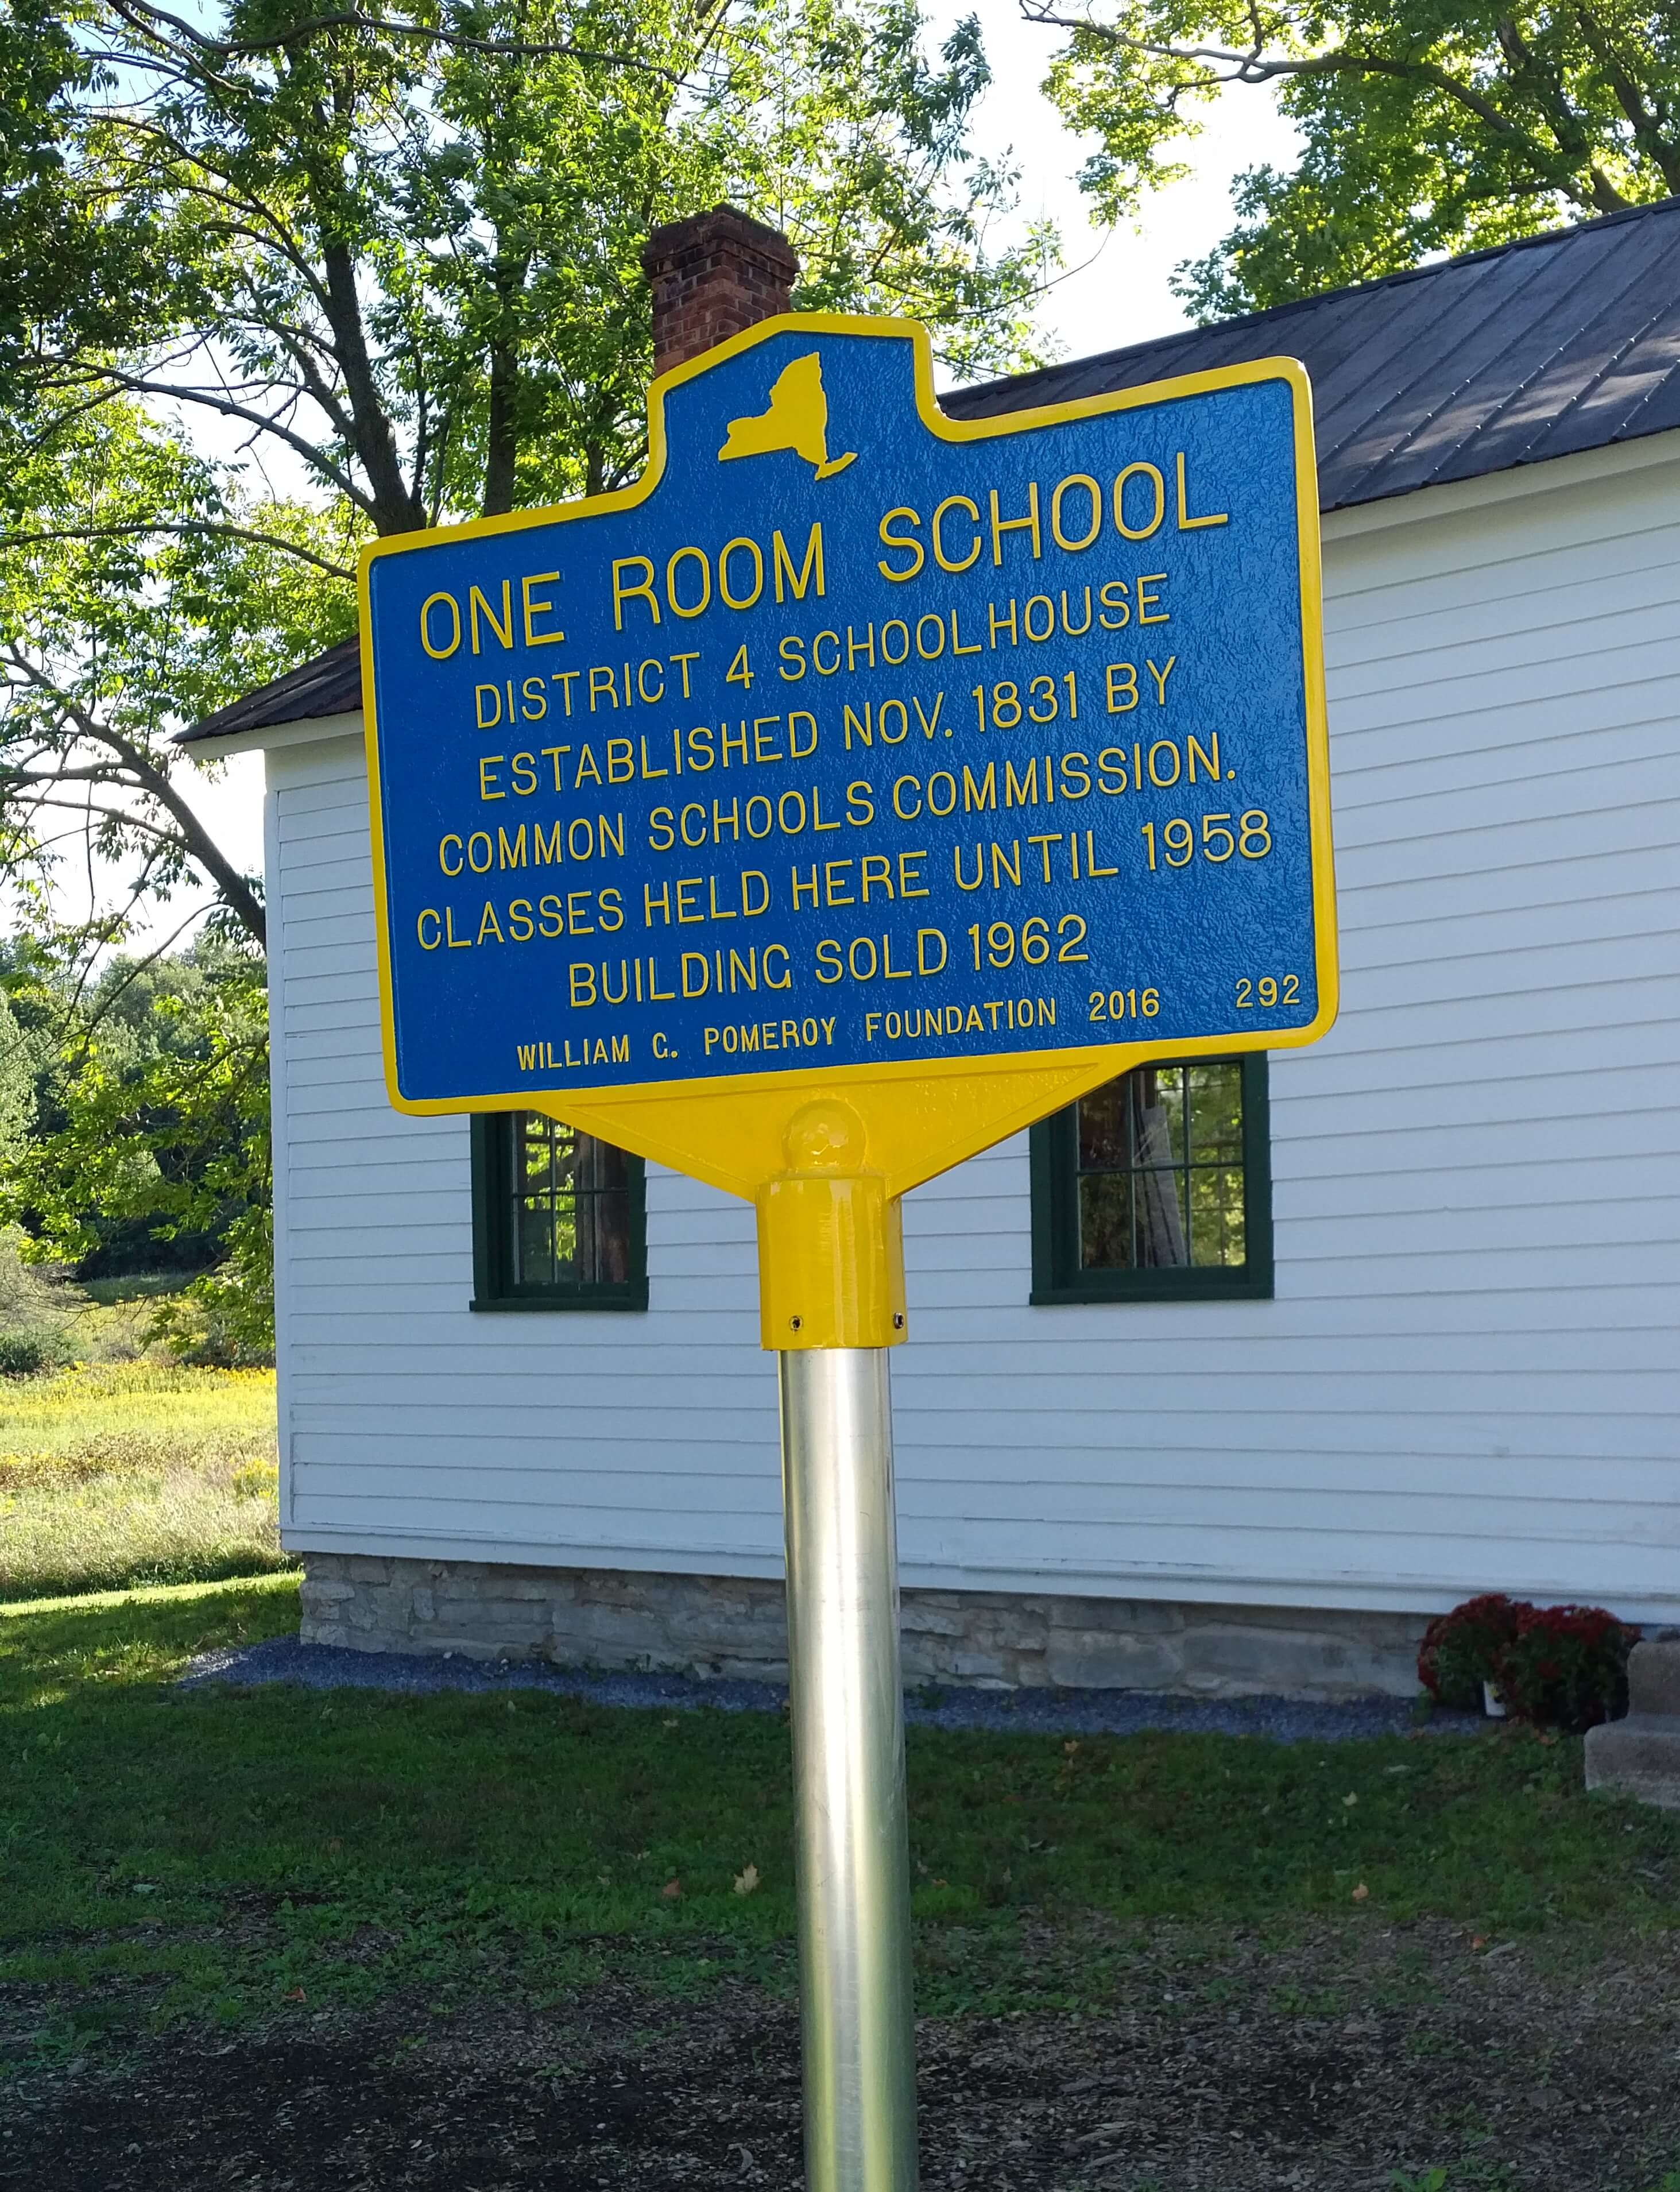 ONE ROOM SCHOOL
DISTRICT 4 SCHOOLHOUSE
ESTABLISHED NOV. 1831 BY
COMMON SCHOOLS COMMISSION.
CLASSES HELD HERE UNTIL 1958
BUILDING SOLD 1962
WILLIAM G. POMEROY FOUNDATION 2016 292